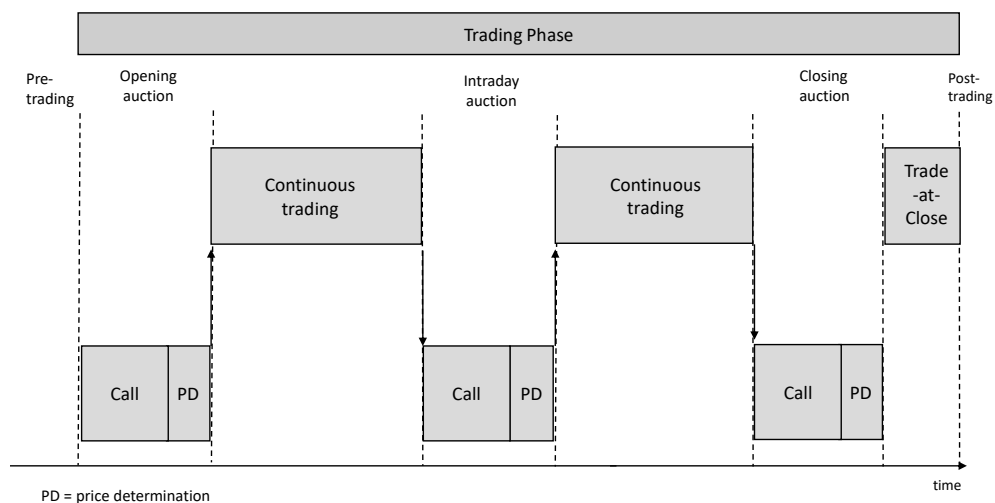 Trading Phase
Pre-
trading
Opening
auction
Intraday
auction
Closing
auction
Post-
trading
Continuous
trading
Continuous
trading
Trade
-at-
Close
Call
PD
Call
PD
Call
PD
time
PD = price determination